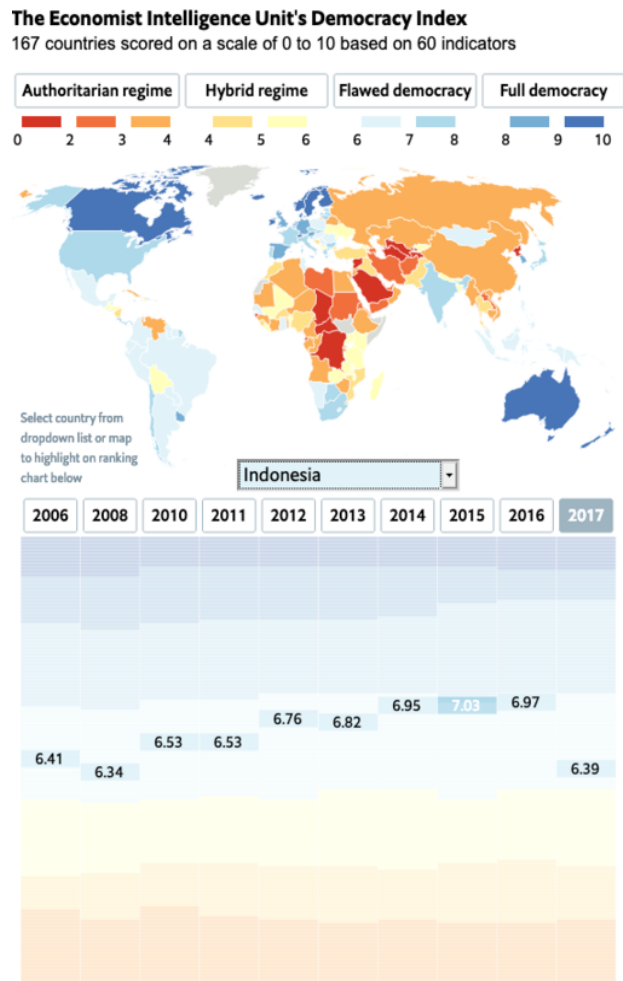 The Economist Intelligence Unit's Democracy Index
167 countries scored on a scale of 0 to 10 based on 60 indicators
Authoritarian regime Hybrid regime Flawed democracy Full democracy
0 2 3 4 4 5 6 6 7 8 8 9 10
Select country from
dropdown list or map
to highlight on ranking
chart below
Indonesia
2006 2008 2010 2011 2012 2013 2014 2015 2016 2017
6.41 6.34 6.53 6.53 6.76 6.82 6.95 7.03 6.97 6.39